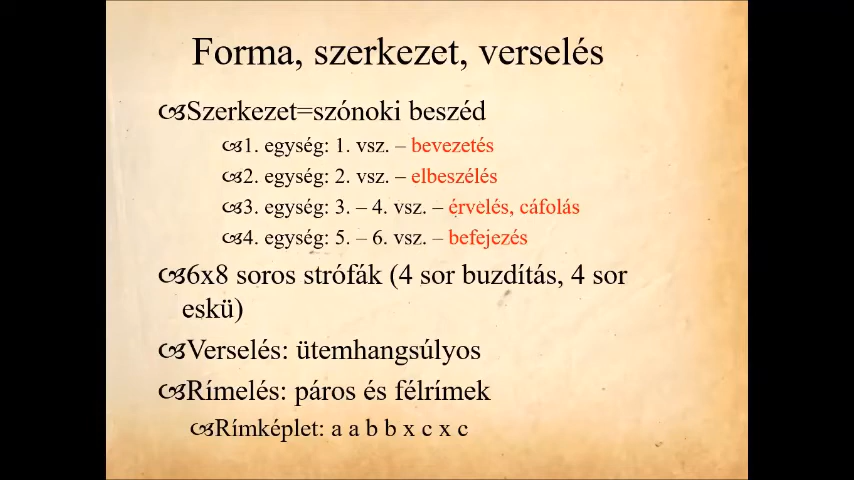 Forma, szerkezet, verselés
Szerkezet=szónoki beszéd
1. egység: 1. vsz. – bevezetés
2. egység: 2. vsz. – elbeszélés
3. egység: 3. – 4. vsz. – érvelés, cáfolás
4. egység: 5. – 6. vsz. – befejezés
6x8 soros strófák (4 sor buzdítás, 4 sor
eskü)
Verselés: ütemhangsúlyos
Rímelés: páros és félrímek
Rímképlet: a a b b x c x c